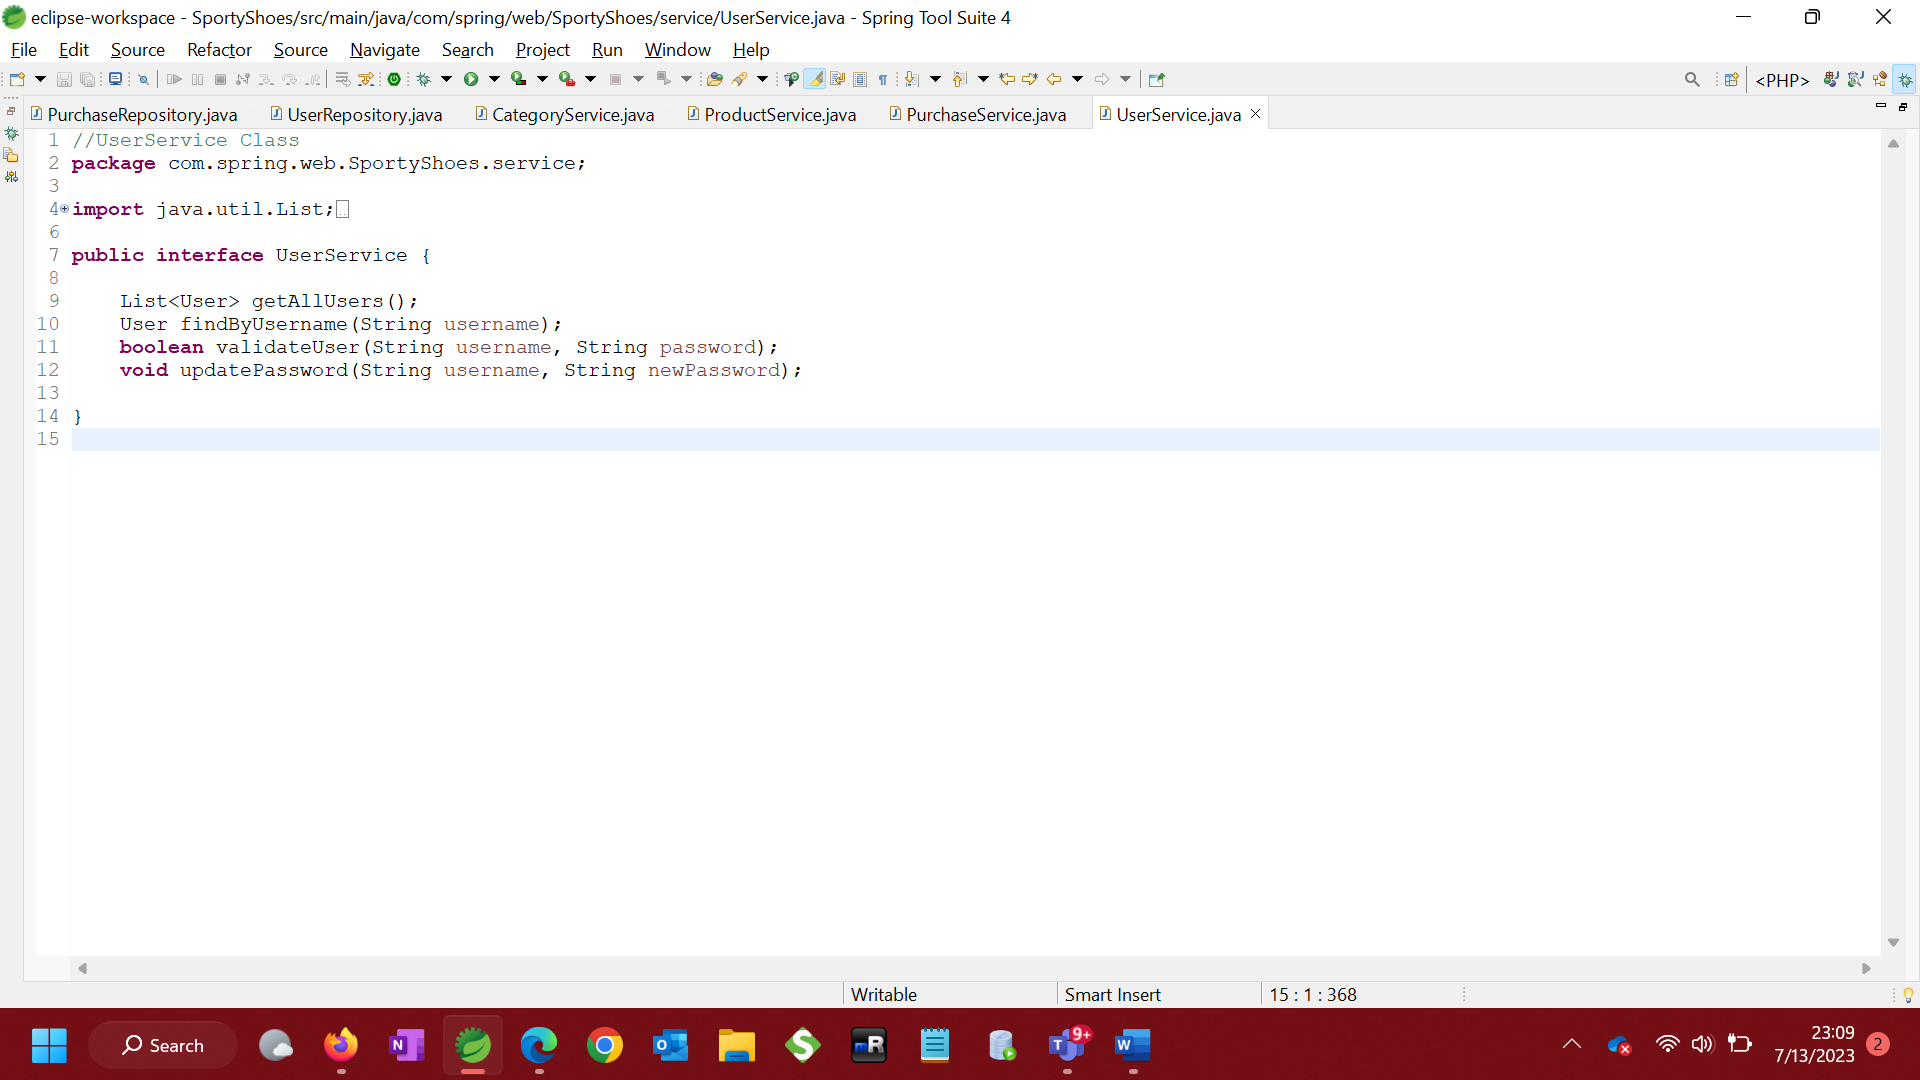 eclipse-workspace - SportyShoes/src/main/java/com/spring/web/SportyShoes/service/UserService.java - Spring Tool Suite 4
File Edit Source Refactor Source Navigate Search Project Run Window Help
<PHP>
PurchaseRepository.java UserRepository.java CategoryService.java ProductService.java PurchaseService.java UserService.java
1 //UserService Class
2 package com.spring.web.SportyShoes.service;
3
4 import java.util.List;
6
7 public interface UserService {
8
9 List<User> getAllUsers();
10 User findByUsername(String username);
11 boolean validateUser(String username, String password);
12 void updatePassword(String username, String newPassword);
13
14 }
15
Writable Smart Insert 15 : 1 : 368
Search N O S mR T 9+ W 23:09 2
7/13/2023